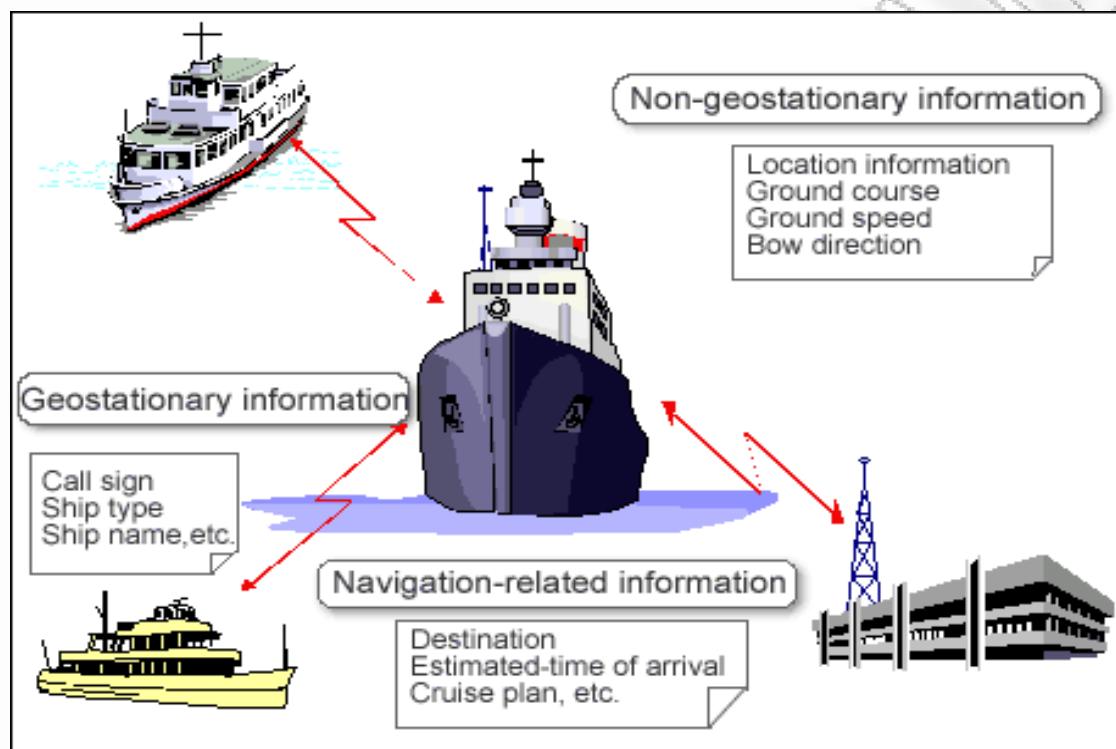 Non-geostationary information
Location information
Ground course
Ground speed
Bow direction
Geostationary information
Call sign
Ship type
Ship name,etc.
Navigation-related information
Destination
Estimated-time of arrival
Cruise plan, etc.